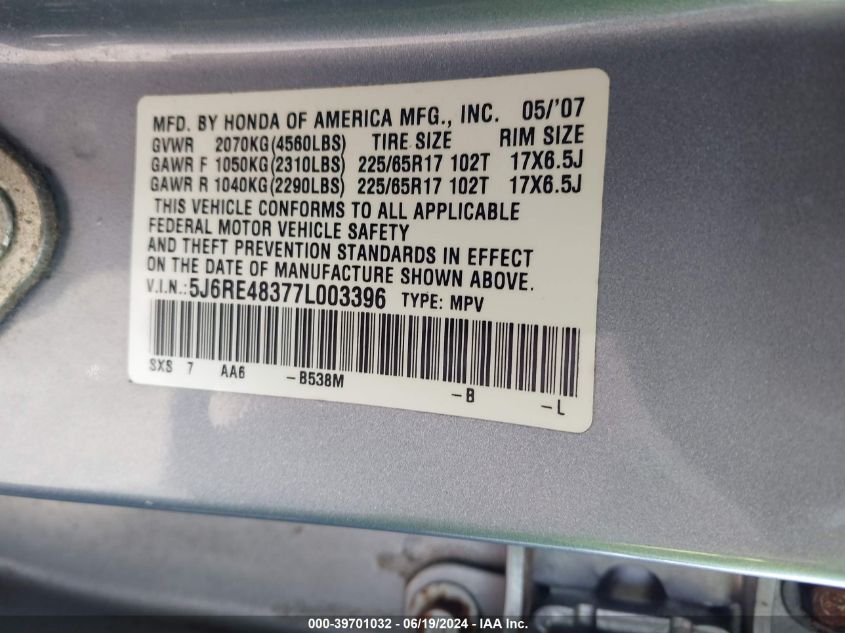 MFD. BY HONDA OF AMERICA MFG., INC. 05/'07
GVWR 2070KG(4560LBS) TIRE SIZE RIM SIZE
GAWR F 1050KG(2310LBS) 225/65R17 102T 17X6.5J
GAWR R 1040KG(2290LBS) 225/65R17 102T 17X6.5J
THIS VEHICLE CONFORMS TO ALL APPLICABLE
FEDERAL MOTOR VEHICLE SAFETY
AND THEFT PREVENTION STANDARDS IN EFFECT
ON THE DATE OF MANUFACTURE SHOWN ABOVE.
V.I.N.:5J6RE48377L003396 TYPE: MPV
SXS 7 AA6 -B538M -B -L
000-39701032 - 06/19/2024 - IAA Inc.